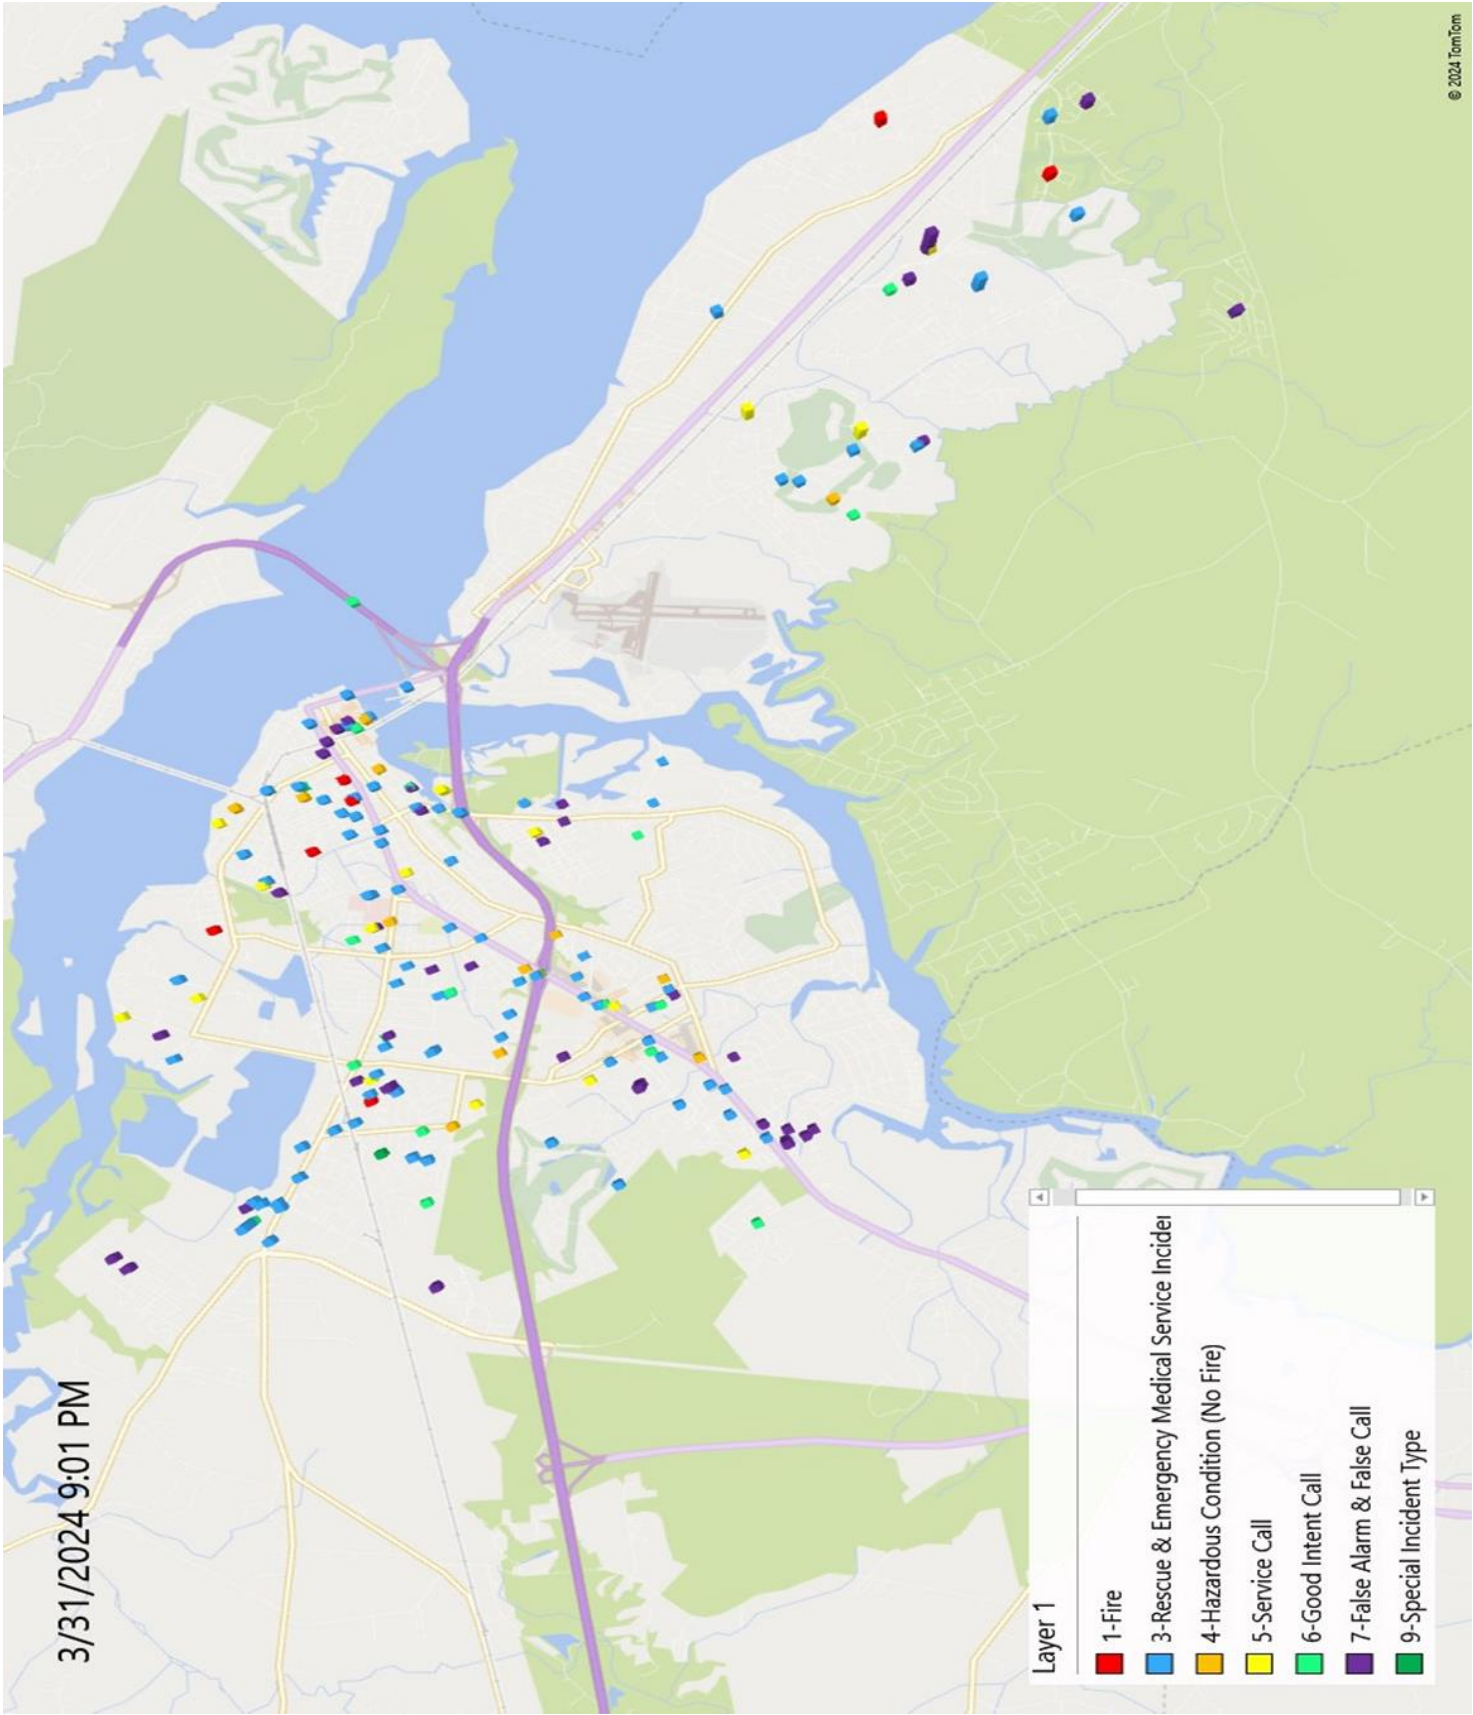 3/31/2024 9:01 PM
© 2024 TomTom
Layer 1
1-Fire
3-Rescue & Emergency Medical Service Incider
4-Hazardous Condition (No Fire)
5-Service Call
6-Good Intent Call
7-False Alarm & False Call
9-Special Incident Type